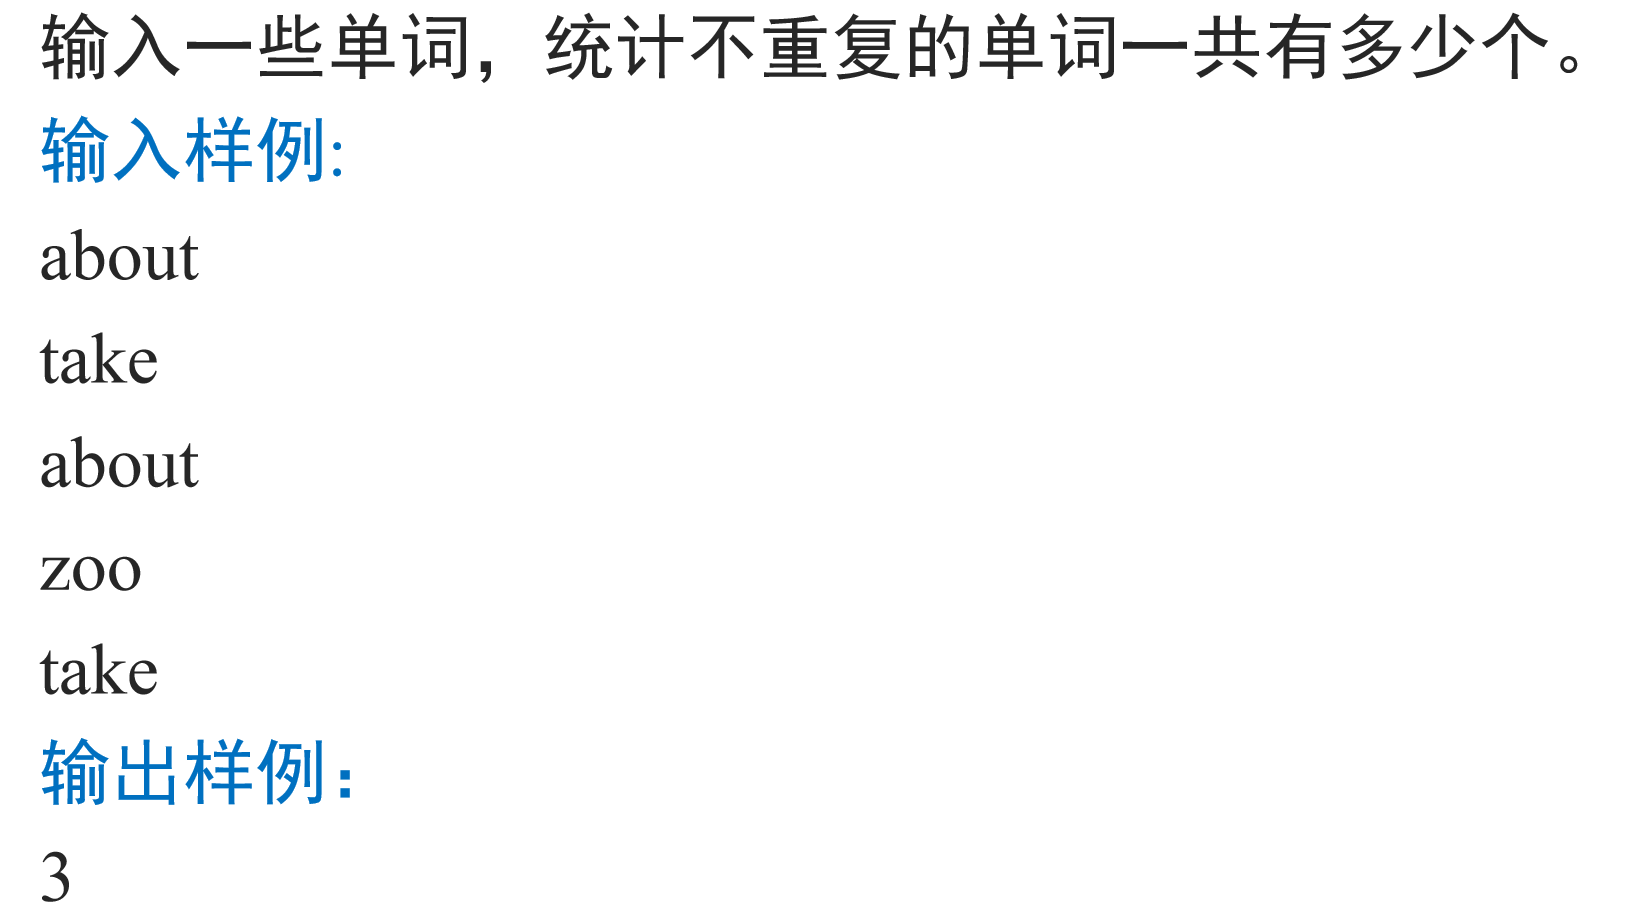 输入一些单词，统计不重复的单词一共有多少个。
输入样例:
about
take
about
zoo
take
输出样例：
3